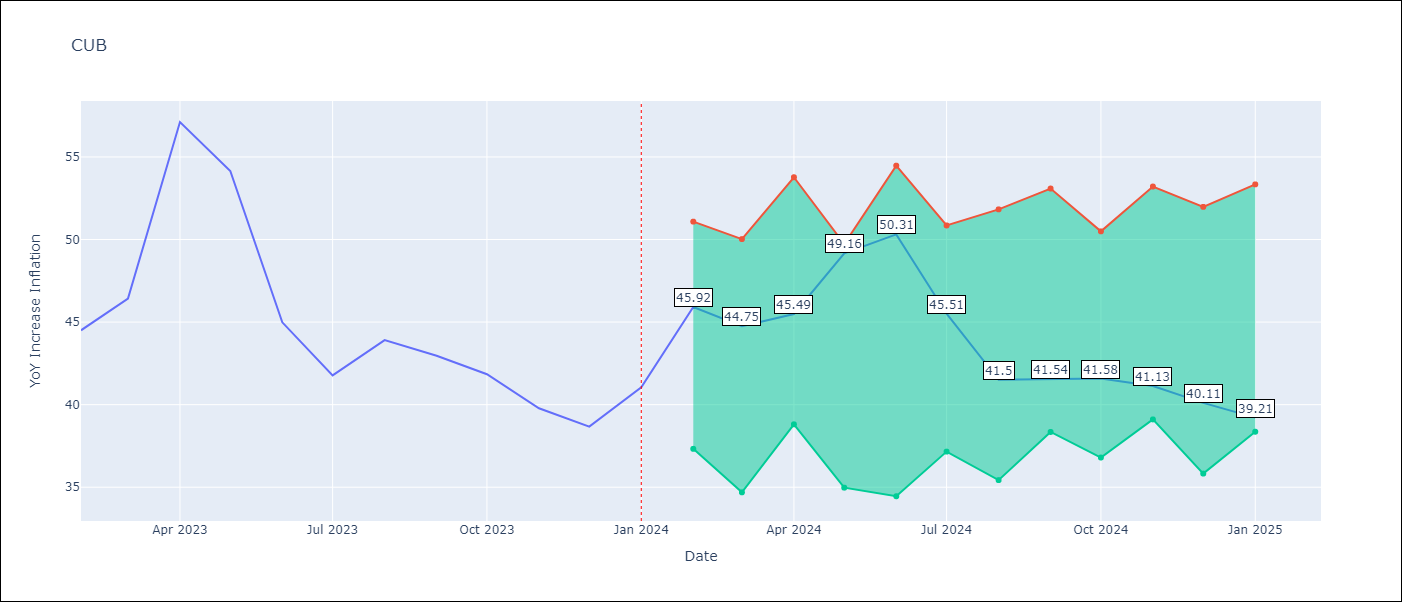 CUB
YoY Increase Inflation
55
50
45
40
35
45.92
44.75
45.49
49.16
50.31
45.51
41.5
41.54
41.58
41.13
40.11
39.21
Apr 2023
Jul 2023
Oct 2023
Jan 2024
Apr 2024
Jul 2024
Oct 2024
Jan 2025
Date